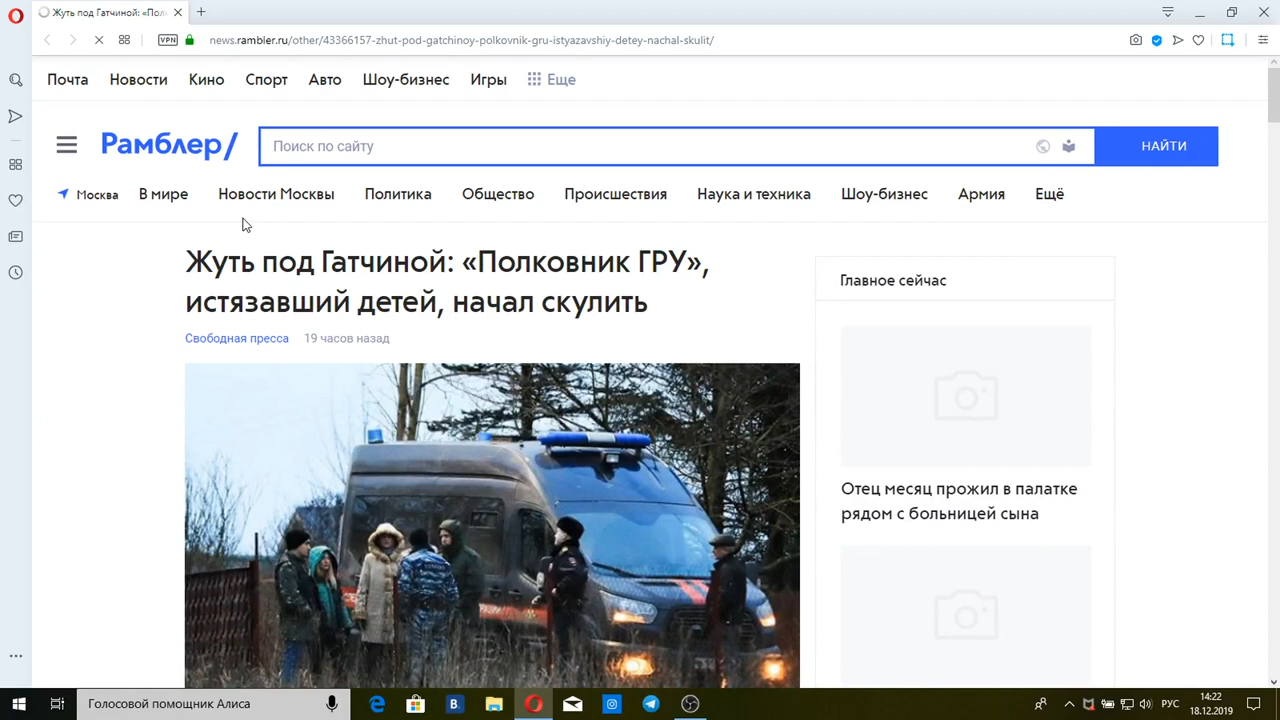 Жуть под Гатчиной: «Пол
VPN
news.rambler.ru/other/43366157-zhut-pod-gatchinoy-polkovnik-gru-istyazavshiy-detey-nachal-skulit/
Почта Новости Кино Спорт Авто Шоу-бизнес Игры Еще
Рамблер/ Поиск по сайту НАЙТИ
Москва В мире Новости Москвы Политика Общество Происшествия Наука и техника Шоу-бизнес Армия Ещё
Жуть под Гатчиной: «Полковник ГРУ»,
истязавший детей, начал скулить
Свободная пресса 19 часов назад
Главное сейчас
Отец месяц прожил в палатке
рядом с больницей сына
Голосовой помощник Алиса
РУС
14:22
18.12.2019